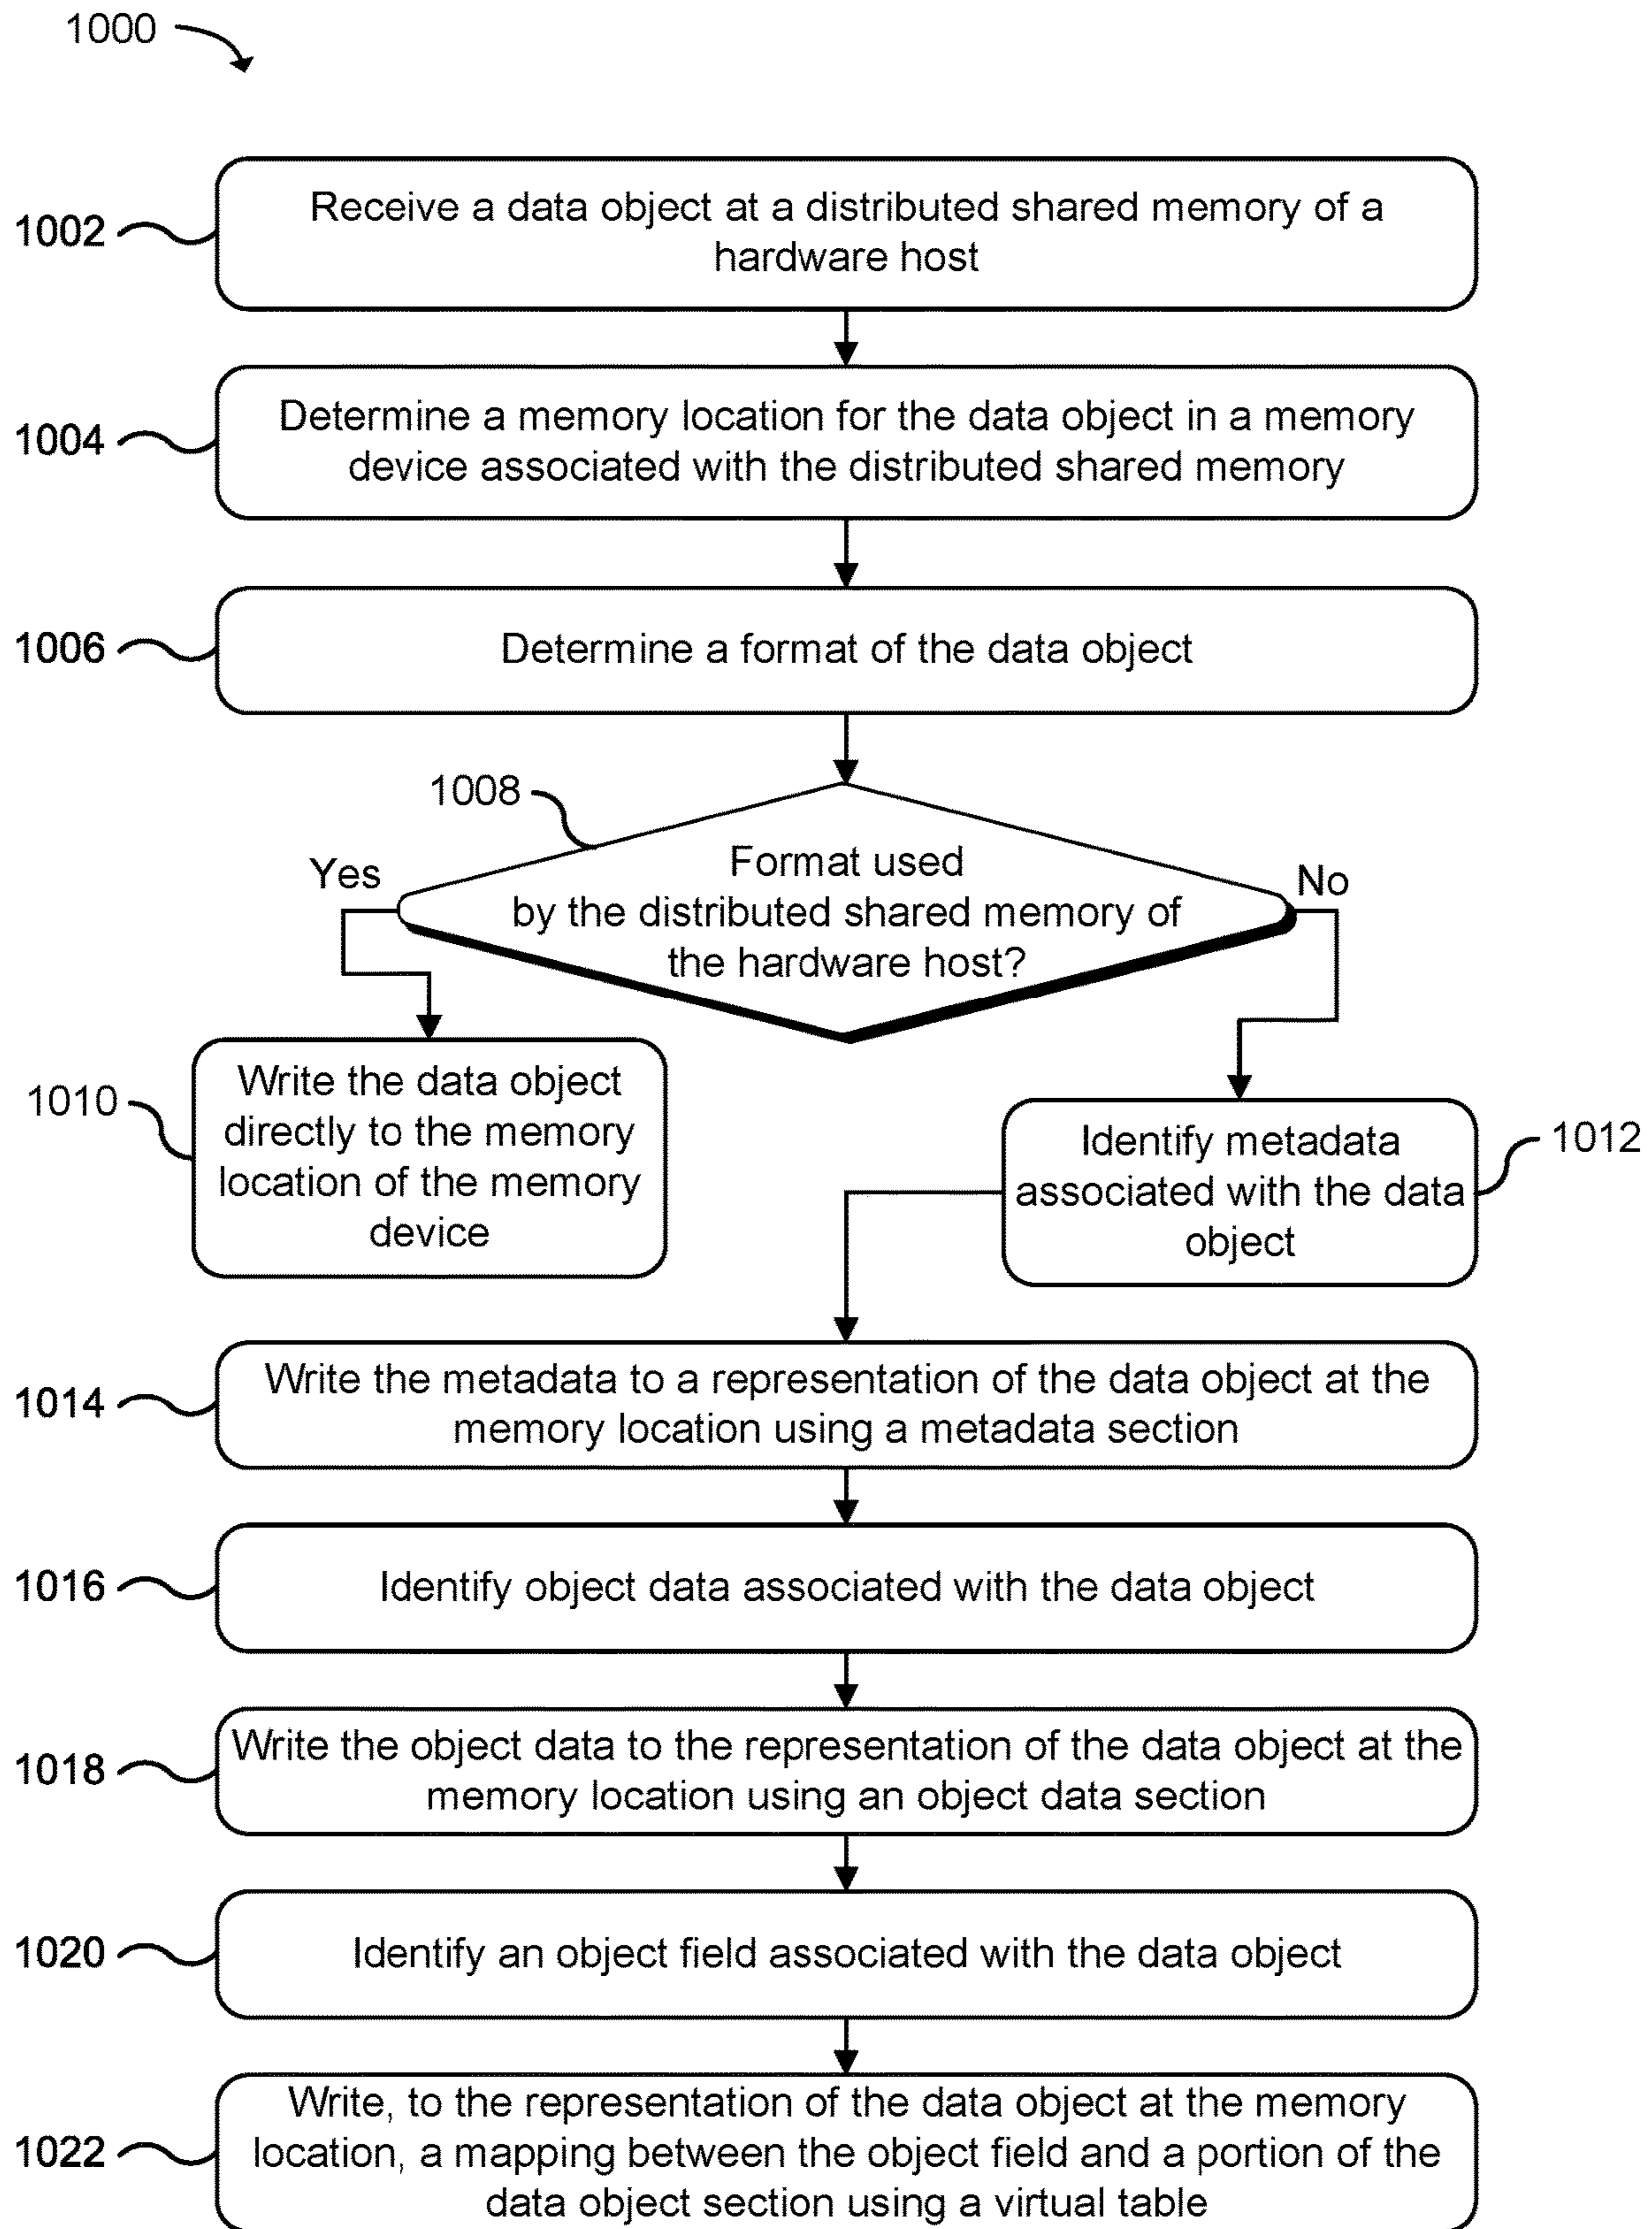 1000
1002
Receive a data object at a distributed shared memory of a
hardware host
1004
Determine a memory location for the data object in a memory
device associated with the distributed shared memory
1006
Determine a format of the data object
1008
Yes
Format used
by the distributed shared memory of
the hardware host?
No
1010
Write the data object
directly to the memory
location of the memory
device
Identify metadata
associated with the data
object
1012
1014
Write the metadata to a representation of the data object at the
memory location using a metadata section
1016
Identify object data associated with the data object
1018
Write the object data to the representation of the data object at the
memory location using an object data section
1020
Identify an object field associated with the data object
1022
Write, to the representation of the data object at the memory
location, a mapping between the object field and a portion of the
data object section using a virtual table